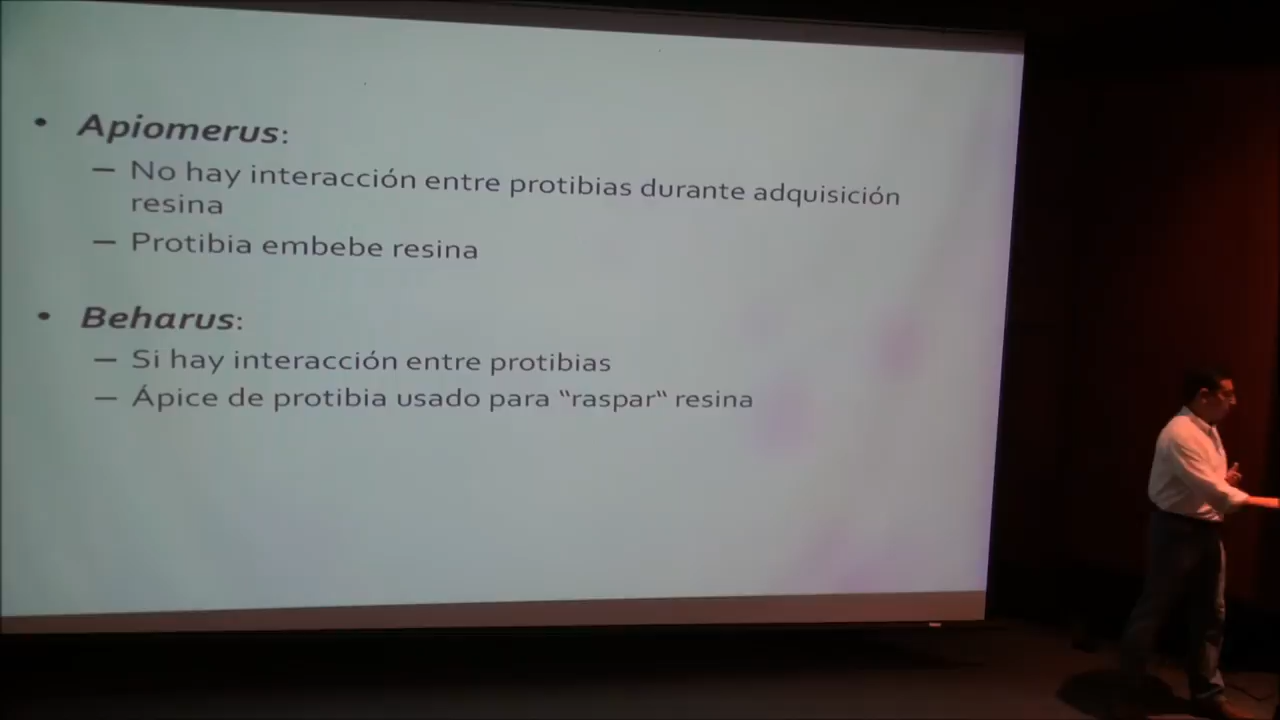 • Apiomerus:
– No hay interacción entre protibias durante adquisición
resina
– Protibia embebe resina
• Beharus:
– Si hay interacción entre protibias
– Ápice de protibia usado para “raspar“ resina